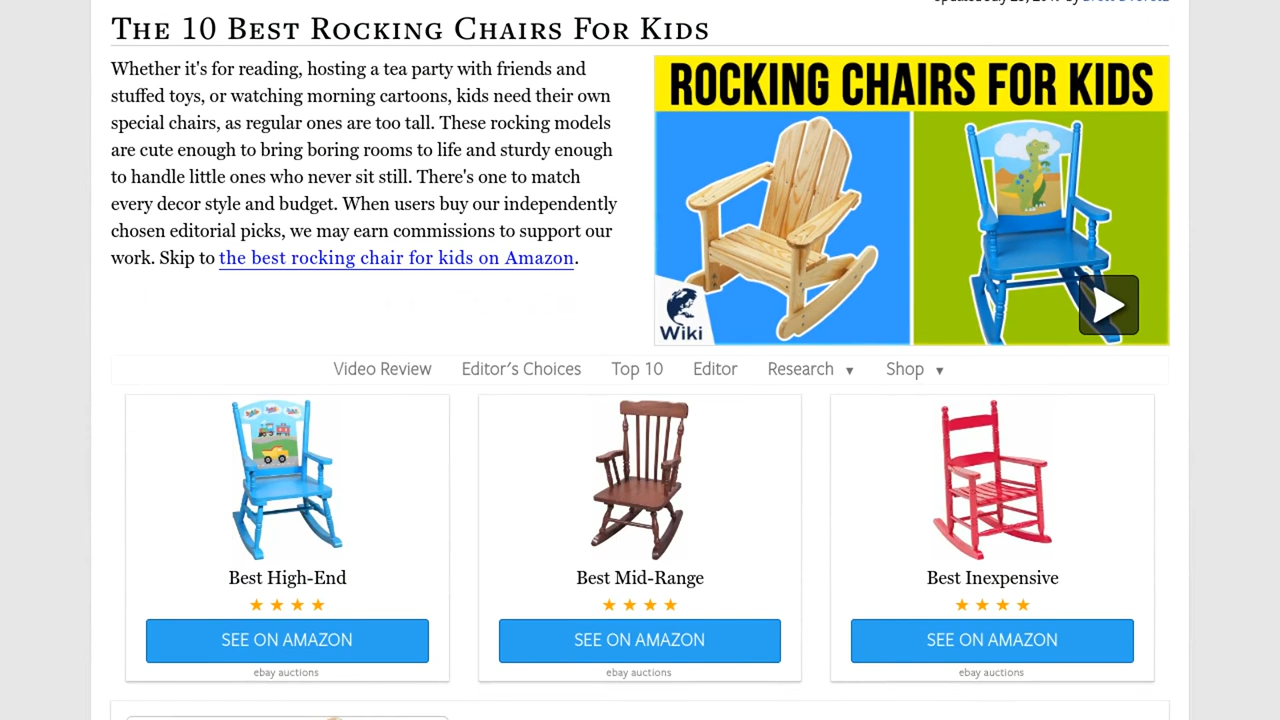 The 10 Best Rocking Chairs For Kids
Whether it's for reading, hosting a tea party with friends and
stuffed toys, or watching morning cartoons, kids need their own
special chairs, as regular ones are too tall. These rocking models
are cute enough to bring boring rooms to life and sturdy enough
to handle little ones who never sit still. There's one to match
every decor style and budget. When users buy our independently
chosen editorial picks, we may earn commissions to support our
work. Skip to the best rocking chair for kids on Amazon.
ROCKING CHAIRS FOR KIDS
Wiki
Video Review Editor's Choices Top 10 Editor Research ▼ Shop ▼
Best High-End
★ ★ ★ ★
SEE ON AMAZON
ebay auctions
Best Mid-Range
★ ★ ★ ★
SEE ON AMAZON
ebay auctions
Best Inexpensive
★ ★ ★ ★
SEE ON AMAZON
ebay auctions